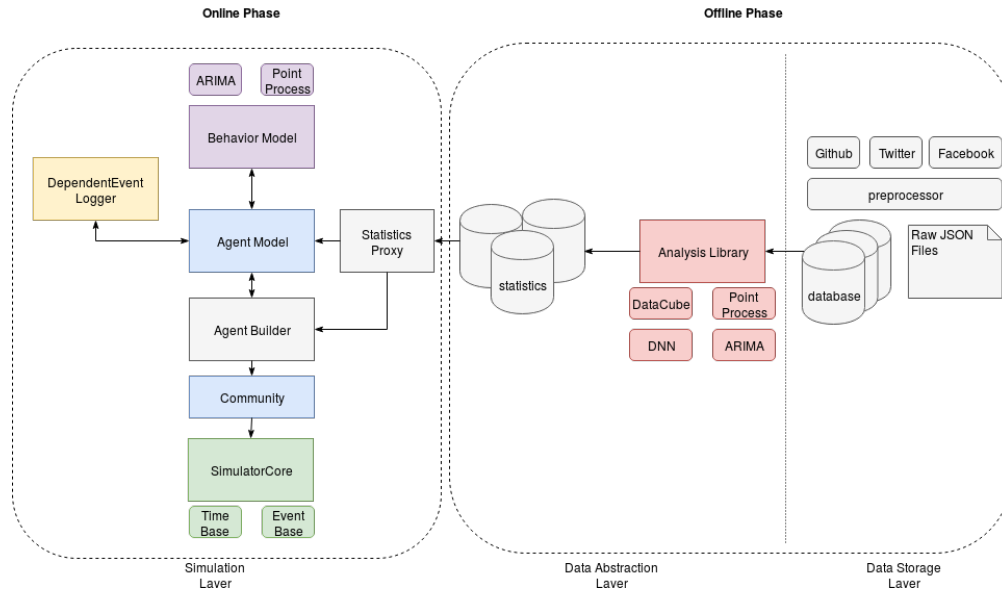 Online Phase
Offline Phase
ARIMA
Point
Process
Behavior Model
DependentEvent
Logger
Agent Model
Statistics
Proxy
Agent Builder
Community
SimulatorCore
Time
Base
Event
Base
statistics
Analysis Library
DataCube
Point
Process
DNN
ARIMA
Github
Twitter
Facebook
preprocessor
database
Raw JSON
Files
Simulation
Layer
Data Abstraction
Layer
Data Storage
Layer